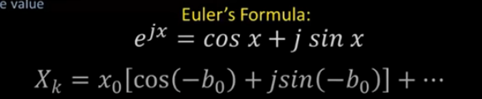 e value
Euler's Formula:
e^{jx} = cos x + j sin x
X_k = x_0[cos(−b_0) + jsin(−b_0)] + ⋯